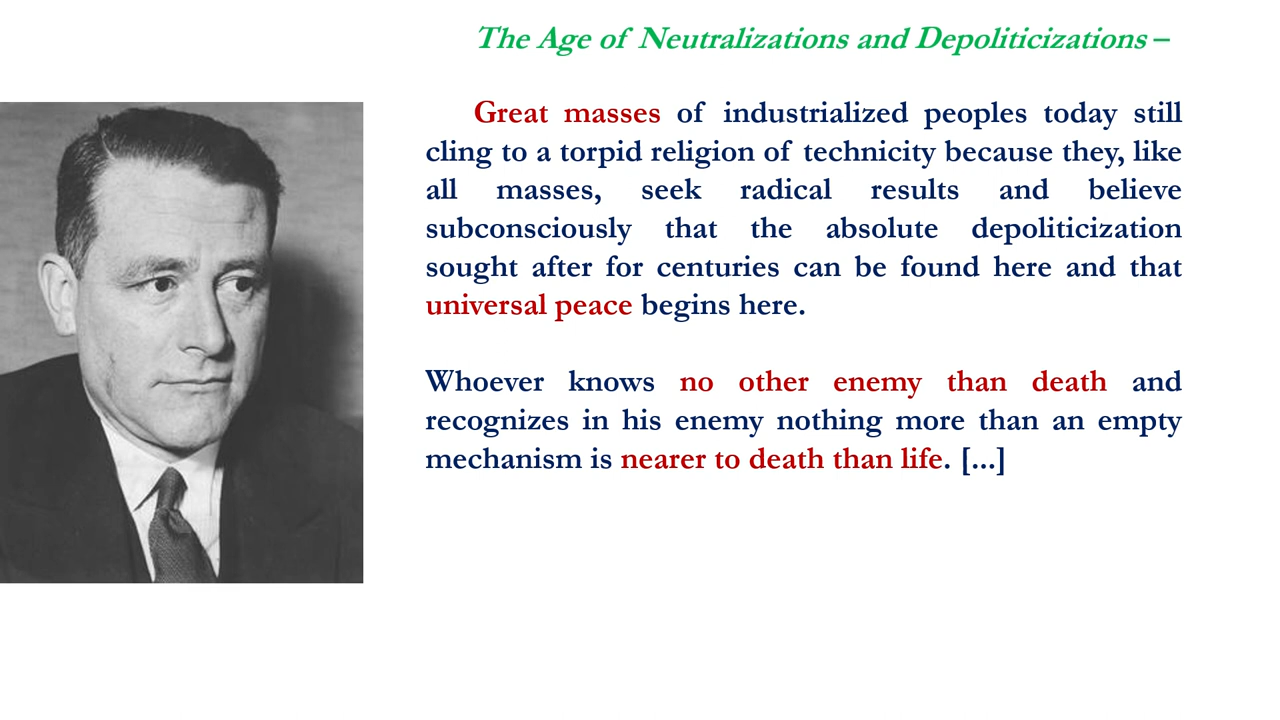 The Age of Neutralizations and Depoliticizations –
Great masses of industrialized peoples today still
cling to a torpid religion of technicity because they, like
all masses, seek radical results and believe
subconsciously that the absolute depoliticization
sought after for centuries can be found here and that
universal peace begins here.
Whoever knows no other enemy than death and
recognizes in his enemy nothing more than an empty
mechanism is nearer to death than life. [...]